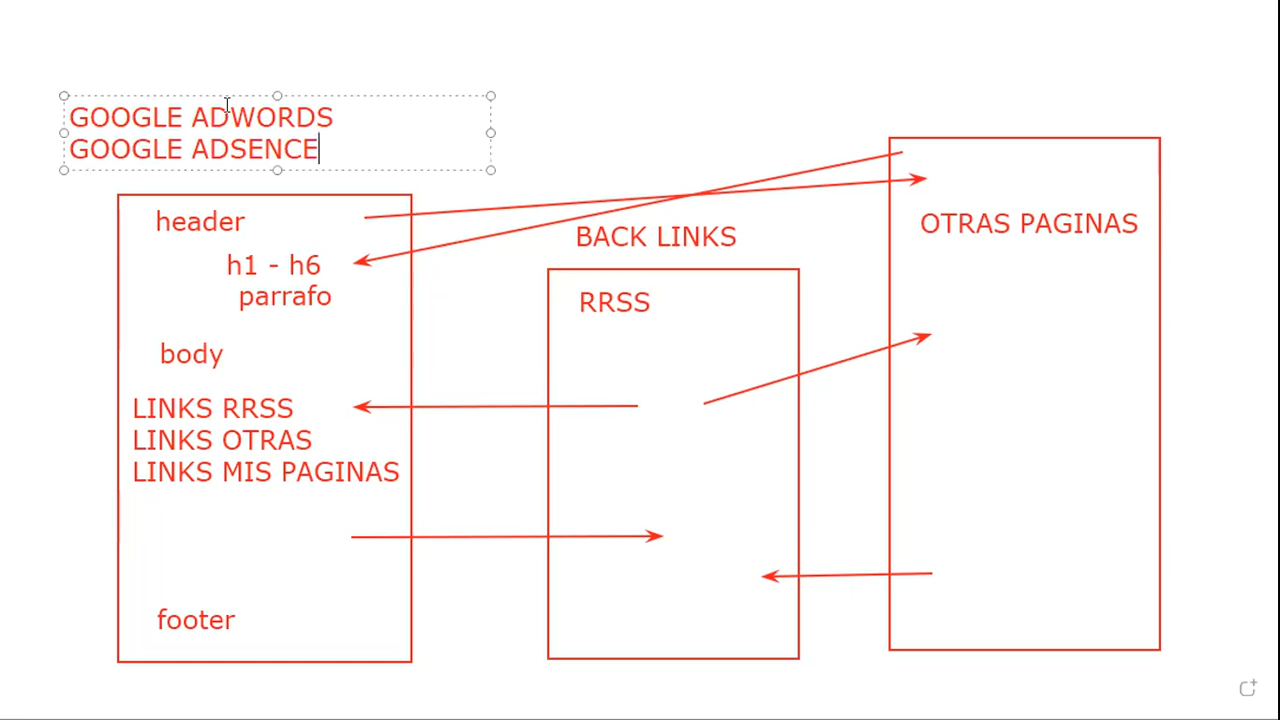 GOOGLE ADWORDS
GOOGLE ADSENCE
header
h1 - h6
parrafo
body
LINKS RRSS
LINKS OTRAS
LINKS MIS PAGINAS
footer
BACK LINKS
RRSS
OTRAS PAGINAS